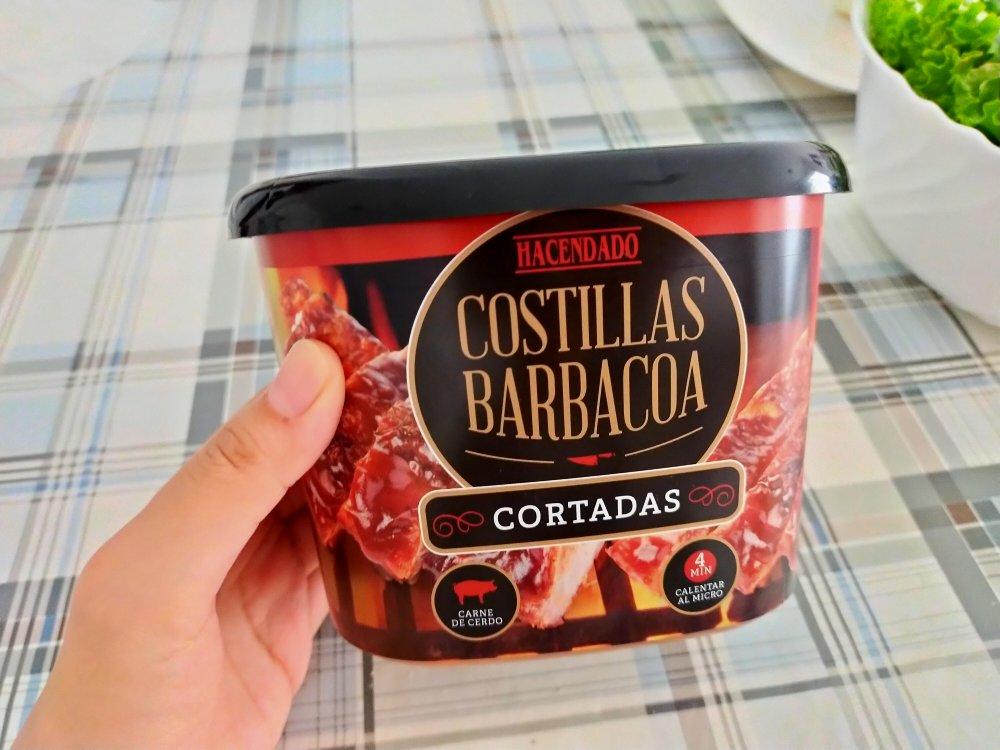 HACENDADO
COSTILLAS
BARBACOA
CORTADAS
CARNE
DE CERDO
4
MIN
CALENTAR
AL MICRO